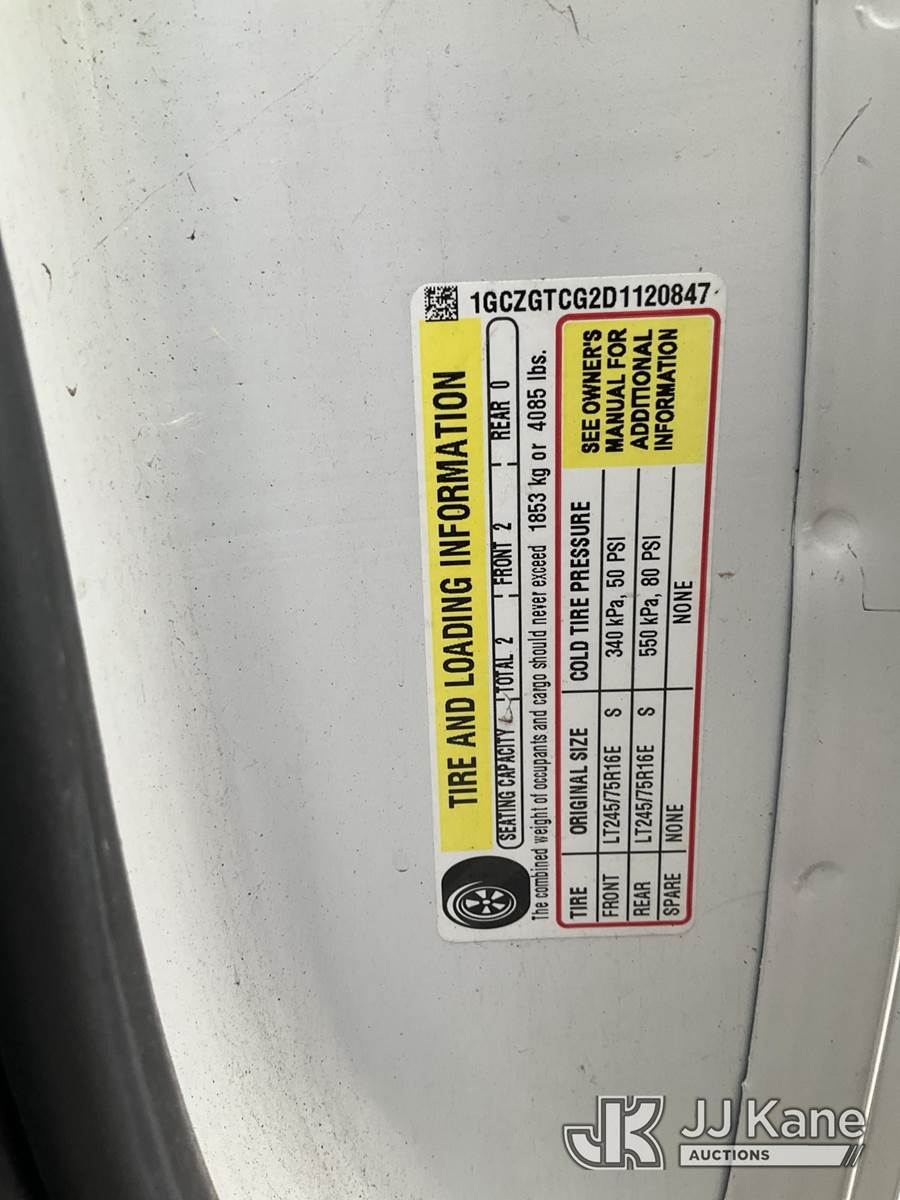 1GCZGTCG2D1120847
TIRE AND LOADING INFORMATION
SEATING CAPACITY TOTAL 2 FRONT 2 REAR 0
The combined weight of occupants and cargo should never exceed 1853 kg or 4085 lbs.
TIRE ORIGINAL SIZE COLD TIRE PRESSURE
FRONT LT245/75R16E S 340 kPa, 50 PSI
REAR LT245/75R16E S 550 kPa, 80 PSI
SPARE NONE NONE
SEE OWNER'S
MANUAL FOR
ADDITIONAL
INFORMATION
JK JJ Kane
AUCTIONS